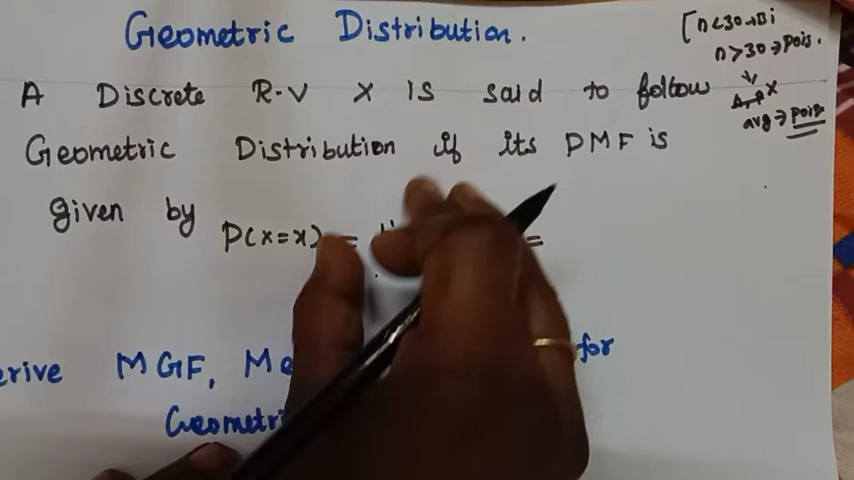 Geometric Distribution.
[n<30→Bi
n>30→Pois.
avg→Pois
A Discrete R.V X is said to follow
Geometric Distribution if its PMF is
given by P(X=x) = =
erive MGF, Me for
Geometri